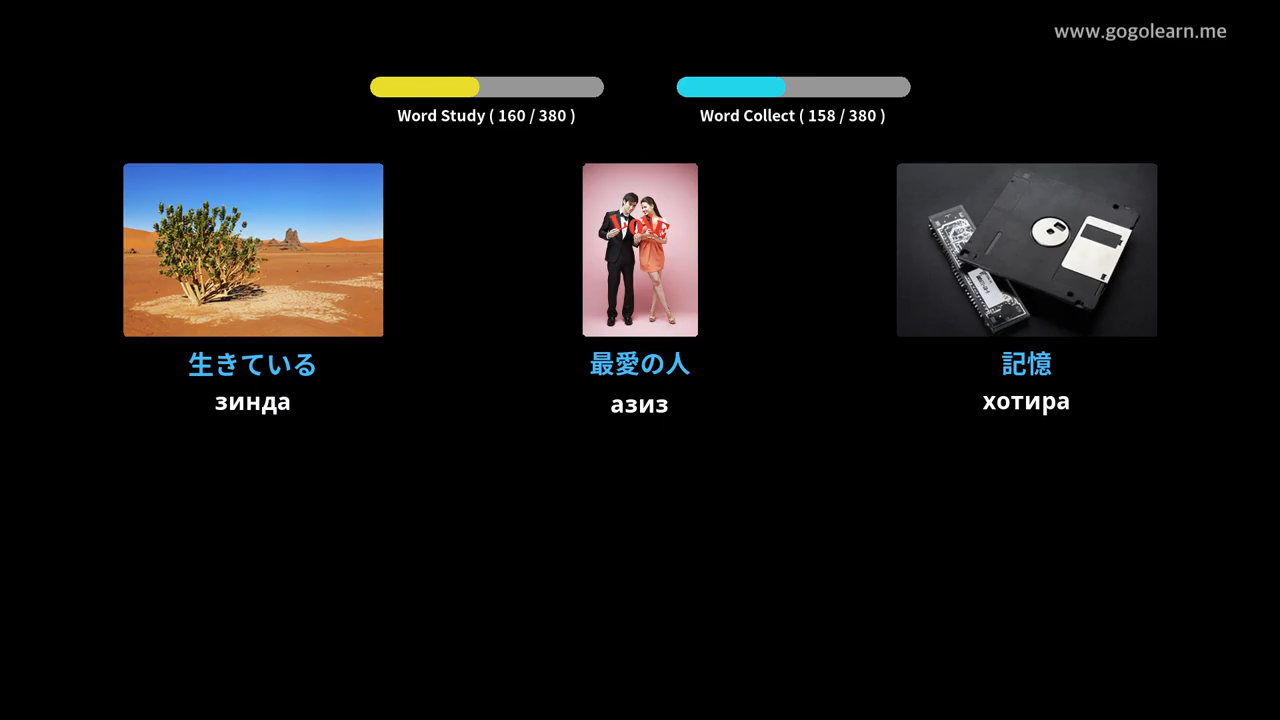 www.gogolearn.me
Word Study ( 160 / 380 )
Word Collect ( 158 / 380 )
LOVE
生きている
зинда
最愛の人
азиз
記憶
хотира